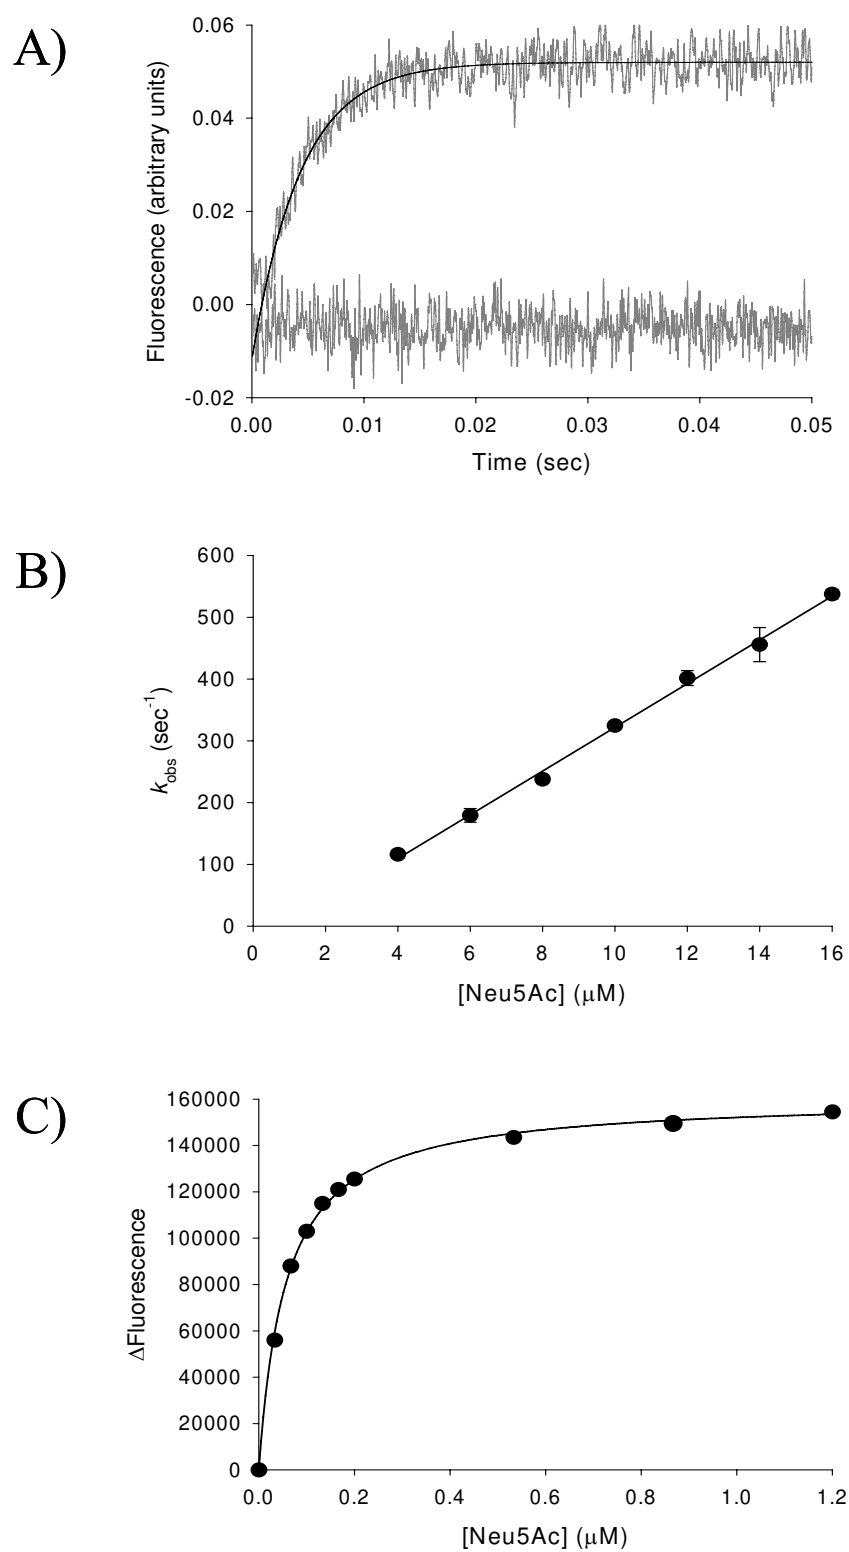 A)
0.06
0.04
0.02
0.00
-0.02
Fluorescence (arbitrary units)
0.00 0.01 0.02 0.03 0.04 0.05
Time (sec)
B)
600
500
400
300
200
100
0
kobs (sec-1)
0 2 4 6 8 10 12 14 16
[Neu5Ac] (μM)
C)
160000
140000
120000
100000
80000
60000
40000
20000
0
ΔFluorescence
0.0 0.2 0.4 0.6 0.8 1.0 1.2
[Neu5Ac] (μM)